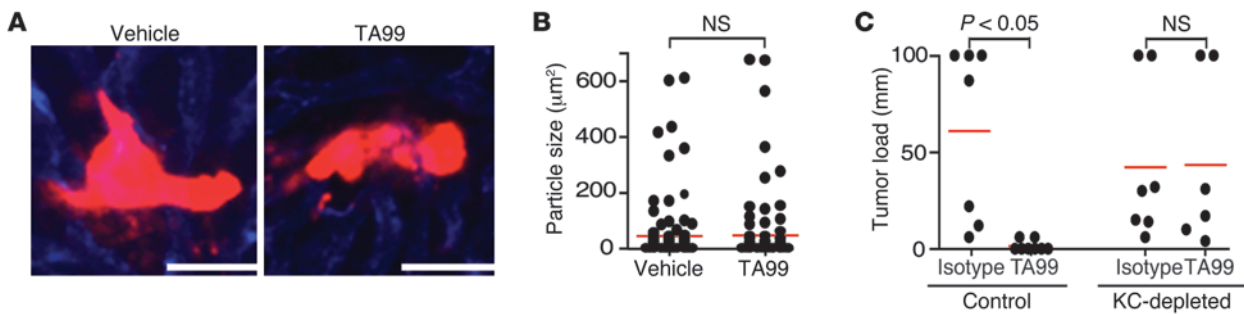 A
Vehicle
TA99
B
NS
Particle size (μm²)
600
400
200
0
Vehicle
TA99
C
P < 0.05
NS
Tumor load (mm)
100
50
0
Isotype TA99
Isotype TA99
Control
KC-depleted